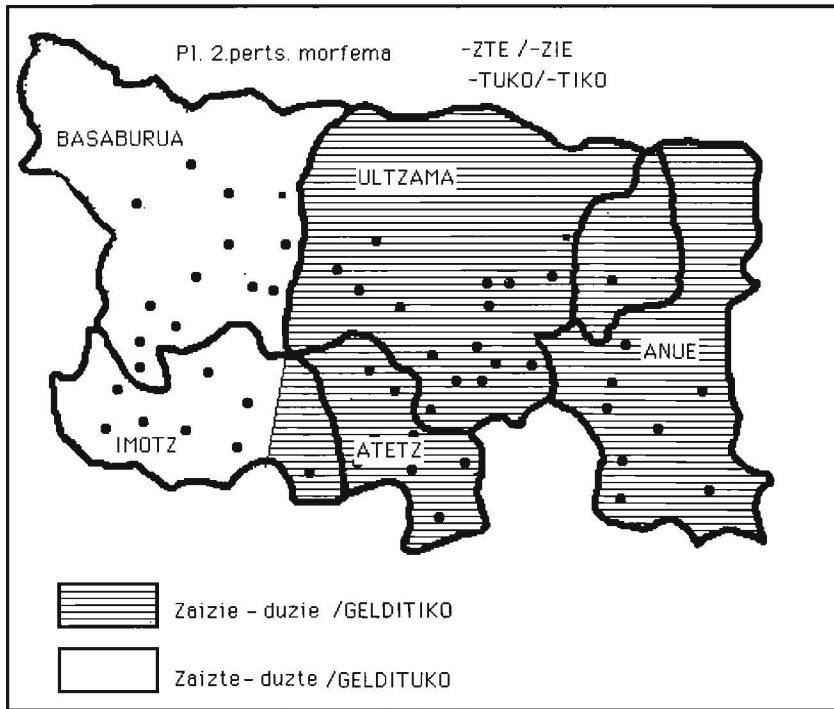 Pl. 2.perts. morfema -ZTE /-ZIE
-TUKO/-TIKO
BASABURUA
ULTZAMA
ANUE
IMOTZ
ATETZ
Zaizie - duzie /GELDITIKO
Zaizte- duzte /GELDITUKO